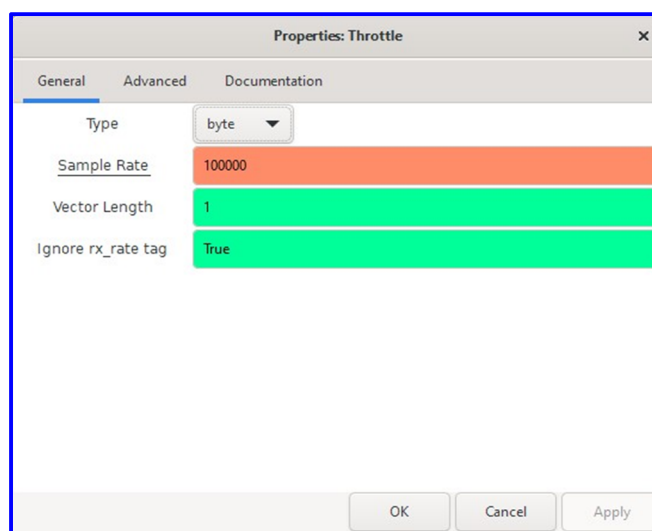 Properties: Throttle ×
General Advanced Documentation
Type byte
Sample Rate 100000
Vector Length 1
Ignore rx_rate tag True
OK Cancel Apply